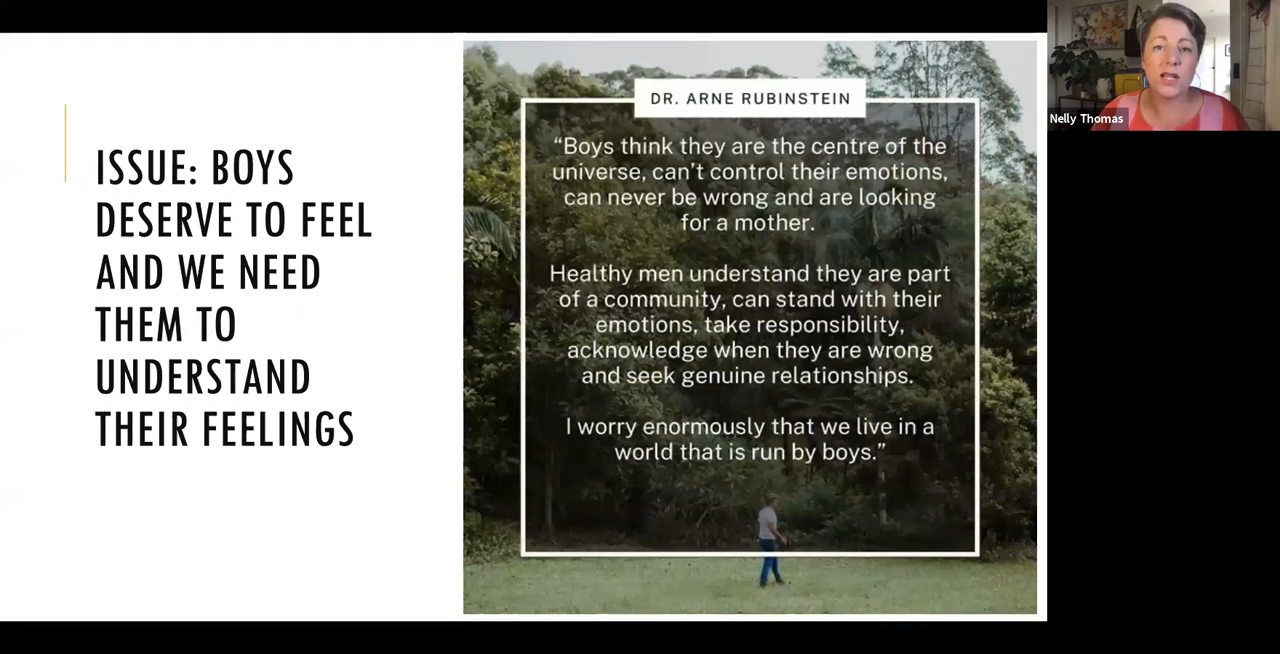 ISSUE: BOYS
DESERVE TO FEEL
AND WE NEED
THEM TO
UNDERSTAND
THEIR FEELINGS
DR. ARNE RUBINSTEIN
“Boys think they are the centre of the
universe, can’t control their emotions,
can never be wrong and are looking
for a mother.
Healthy men understand they are part
of a community, can stand with their
emotions, take responsibility,
acknowledge when they are wrong
and seek genuine relationships.
I worry enormously that we live in a
world that is run by boys.”
Nelly Thomas